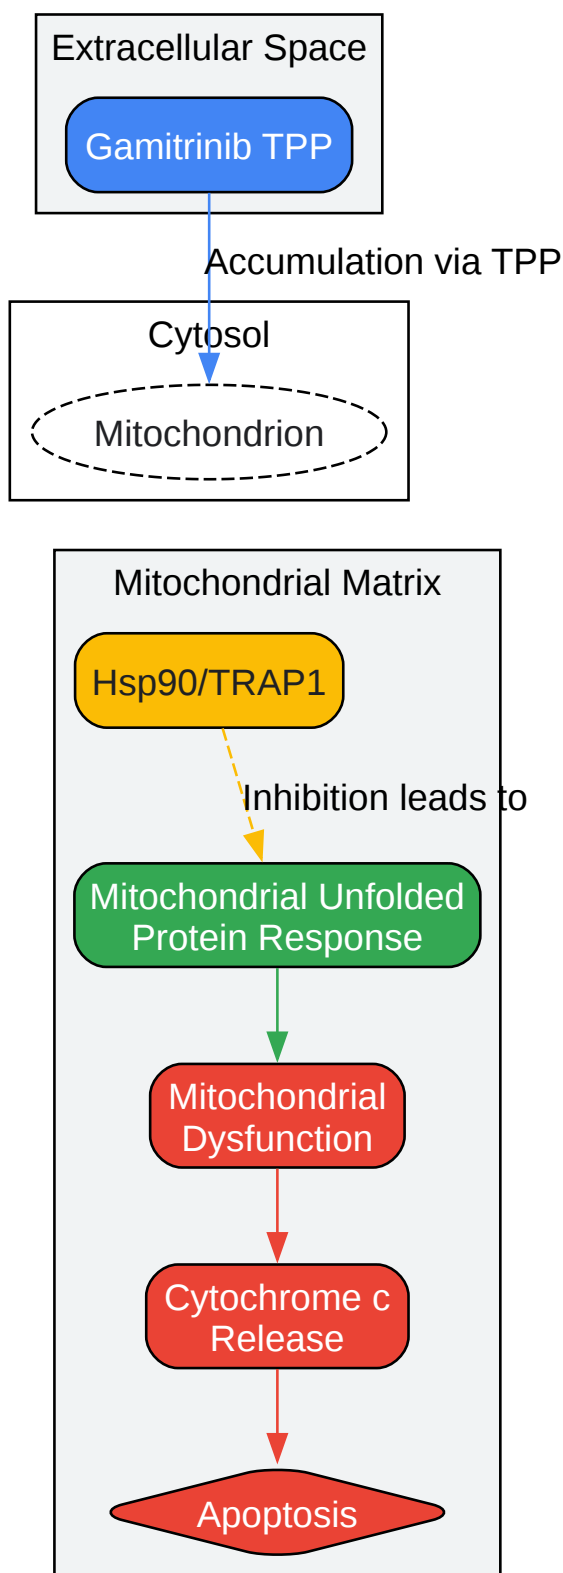 Extracellular Space
Gamitrinib TPP
Accumulation via TPP
Cytosol
Mitochondrion
Mitochondrial Matrix
Hsp90/TRAP1
Inhibition leads to
Mitochondrial Unfolded
Protein Response
Mitochondrial
Dysfunction
Cytochrome c
Release
Apoptosis